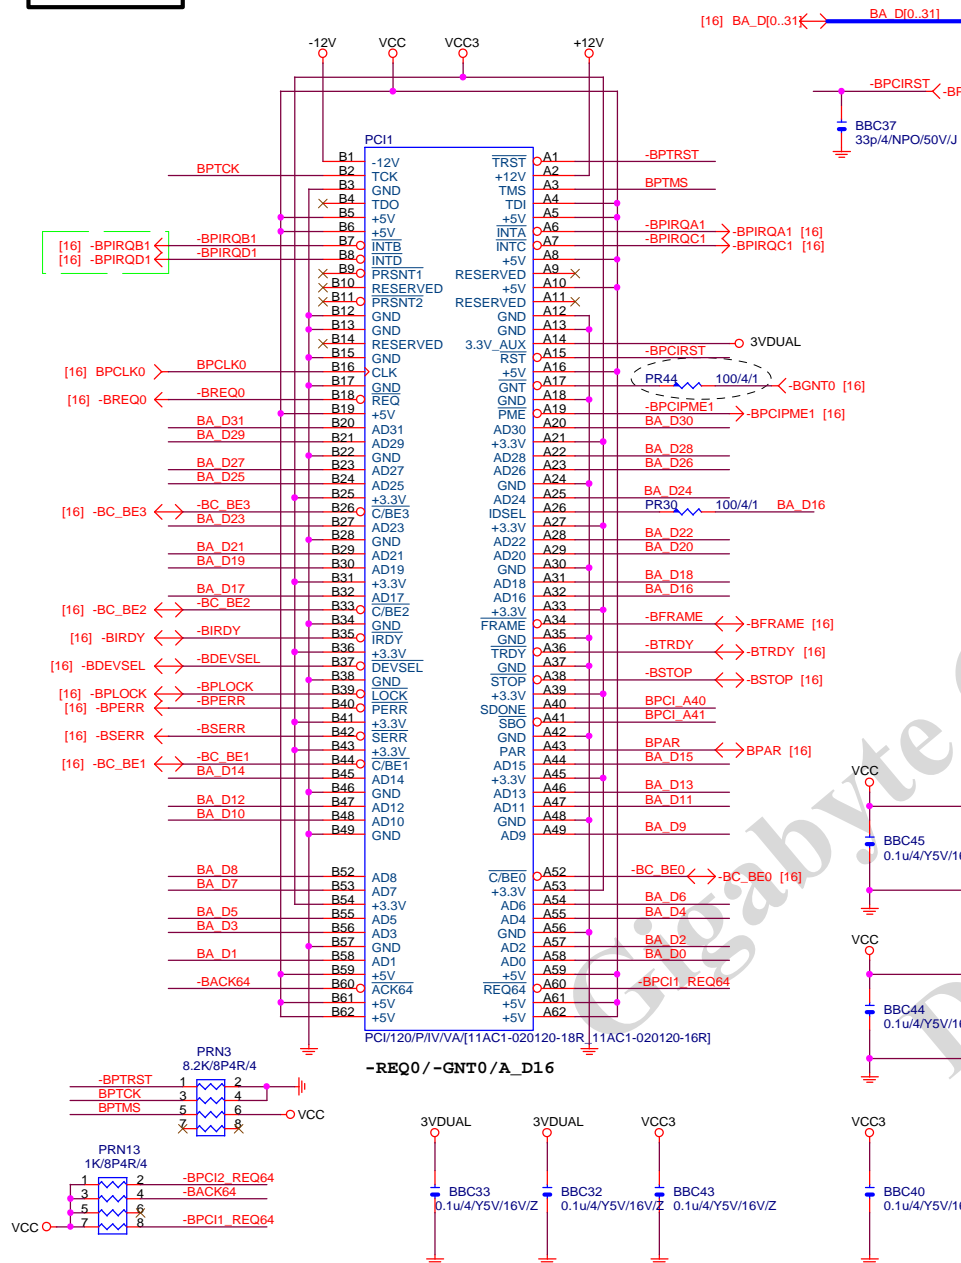 [16] BA_D[0..31] BA_D[0..31]
-12V VCC VCC3 +12V
-BPCIRST
BBC37
33p/4/NPO/50V/J
PCI1
B1 -12V TRST A1 -BPTRST
BPTCK B2 TCK +12V A2
B3 GND TMS A3 BPTMS
B4 TDO TDI A4
B5 +5V +5V A5
B6 +5V INTA A6 -BPIRQA1 -BPIRQA1 [16]
[16] -BPIRQB1 -BPIRQB1 B7 INTB INTC A7 -BPIRQC1 -BPIRQC1 [16]
[16] -BPIRQD1 -BPIRQD1 B8 INTD +5V A8
B9 PRSNT1 RESERVED A9
B10 RESERVED +5V A10
B11 PRSNT2 RESERVED A11
B12 GND GND A12
B13 GND GND A13
B14 RESERVED 3.3V_AUX A14 3VDUAL
B15 GND RST A15 -BPCIRST
[16] BPCLK0 BPCLK0 B16 CLK +5V A16
B17 GND GNT A17 PR44 100/4/1 -BGNT0 [16]
[16] -BREQ0 -BREQ0 B18 REQ GND A18
B19 +5V PME A19 -BPCIPME1 -BPCIPME1 [16]
BA_D31 B20 AD31 AD30 A20 BA_D30
BA_D29 B21 AD29 +3.3V A21
B22 GND AD28 A22 BA_D28
BA_D27 B23 AD27 AD26 A23 BA_D26
BA_D25 B24 AD25 GND A24
B25 +3.3V AD24 A25 BA_D24
[16] -BC_BE3 -BC_BE3 B26 C/BE3 IDSEL A26 PR30 100/4/1 BA_D16
BA_D23 B27 AD23 +3.3V A27
B28 GND AD22 A28 BA_D22
BA_D21 B29 AD21 AD20 A29 BA_D20
BA_D19 B30 AD19 GND A30
B31 +3.3V AD18 A31 BA_D18
BA_D17 B32 AD17 AD16 A32 BA_D16
[16] -BC_BE2 -BC_BE2 B33 C/BE2 +3.3V A33
B34 GND FRAME A34 -BFRAME -BFRAME [16]
[16] -BIRDY -BIRDY B35 IRDY GND A35
B36 +3.3V TRDY A36 -BTRDY -BTRDY [16]
[16] -BDEVSEL -BDEVSEL B37 DEVSEL GND A37
B38 GND STOP A38 -BSTOP -BSTOP [16]
[16] -BPLOCK -BPLOCK B39 LOCK +3.3V A39
[16] -BPERR -BPERR B40 PERR SDONE A40 BPCI_A40
B41 +3.3V SBO A41 BPCI_A41
[16] -BSERR -BSERR B42 SERR GND A42
B43 +3.3V PAR A43 BPAR BPAR [16]
[16] -BC_BE1 -BC_BE1 B44 C/BE1 AD15 A44 BA_D15
BA_D14 B45 AD14 +3.3V A45
B46 GND AD13 A46 BA_D13
BA_D12 B47 AD12 AD11 A47 BA_D11
BA_D10 B48 AD10 GND A48
B49 GND AD9 A49 BA_D9
BA_D8 B52 AD8 C/BE0 A52 -BC_BE0 -BC_BE0 [16]
BA_D7 B53 AD7 +3.3V A53
B54 +3.3V AD6 A54 BA_D6
BA_D5 B55 AD5 AD4 A55 BA_D4
BA_D3 B56 AD3 GND A56
B57 GND AD2 A57 BA_D2
BA_D1 B58 AD1 AD0 A58 BA_D0
B59 +5V +5V A59
-BACK64 B60 ACK64 REQ64 A60 -BPCI1_REQ64
B61 +5V +5V A61
B62 +5V +5V A62
PCI/120/P/IV/VA/[11AC1-020120-18R_11AC1-020120-16R]
-REQ0/-GNT0/A_D16
VCC
BBC45
0.1u/4/Y5V/16
VCC
BBC44
0.1u/4/Y5V/16
Gigabyte
PRN3
8.2K/8P4R/4
-BPTRST 1 2
BPTCK 3 4
BPTMS 5 6 VCC
7 8
PRN13
1K/8P4R/4
1 2 -BPCI2_REQ64
3 4 -BACK64
5 6
VCC 7 8 -BPCI1_REQ64
3VDUAL 3VDUAL VCC3 VCC3
BBC33 BBC32 BBC43 BBC40
0.1u/4/Y5V/16V/Z 0.1u/4/Y5V/16V/Z 0.1u/4/Y5V/16V/Z 0.1u/4/Y5V/16